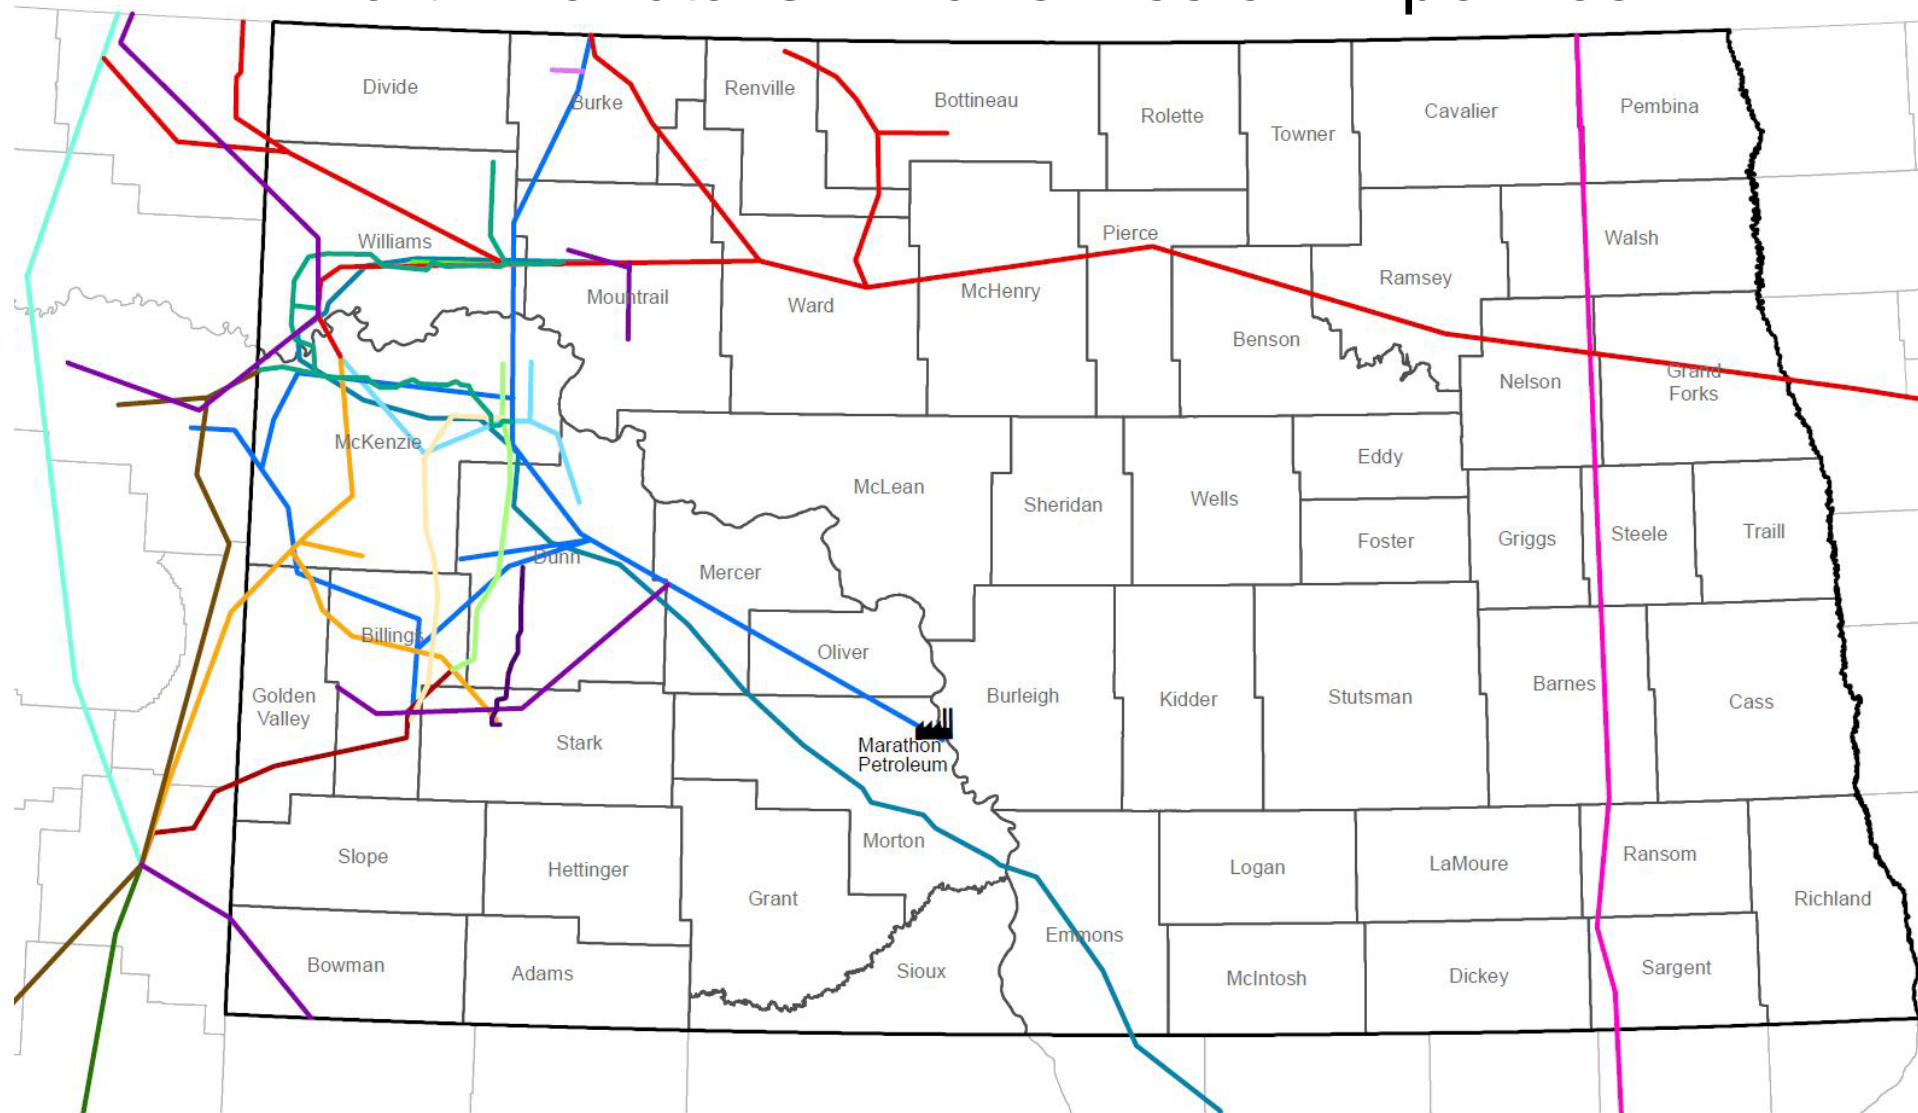 Divide
Burke
Renville
Bottineau
Rolette
Towner
Cavalier
Pembina
Williams
Mountrail
Ward
McHenry
Pierce
Ramsey
Walsh
Benson
Nelson
Grand
Forks
McKenzie
McLean
Sheridan
Wells
Eddy
Foster
Griggs
Steele
Traill
Dunn
Mercer
Oliver
Billings
Golden
Valley
Stark
Marathon
Petroleum
Burleigh
Kidder
Stutsman
Barnes
Cass
Slope
Hettinger
Grant
Morton
Logan
LaMoure
Ransom
Richland
Bowman
Adams
Sioux
Emmons
McIntosh
Dickey
Sargent